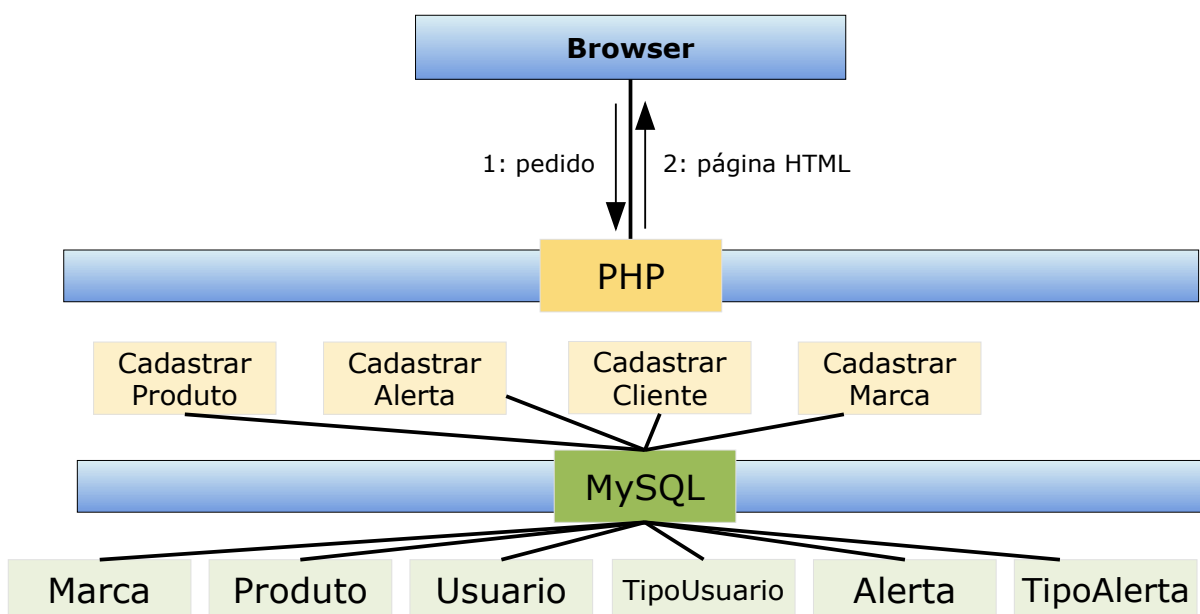 Browser
1: pedido
2: página HTML
PHP
Cadastrar
Produto
Cadastrar
Alerta
Cadastrar
Cliente
Cadastrar
Marca
MySQL
Marca
Produto
Usuario
TipoUsuario
Alerta
TipoAlerta